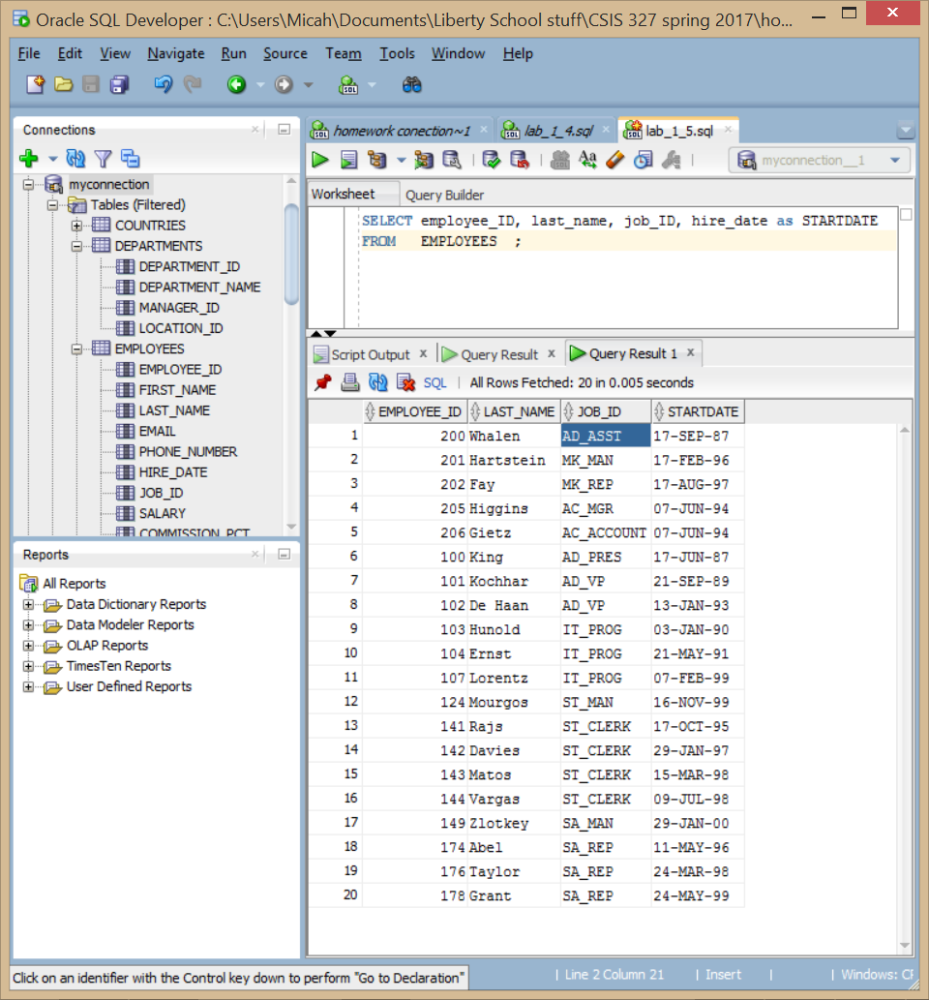 Oracle SQL Developer : C:\Users\Micah\Documents\Liberty School stuff\CSIS 327 spring 2017\ho...
File Edit View Navigate Run Source Team Tools Window Help
Connections
myconnection
Tables (Filtered)
COUNTRIES
DEPARTMENTS
DEPARTMENT_ID
DEPARTMENT_NAME
MANAGER_ID
LOCATION_ID
EMPLOYEES
EMPLOYEE_ID
FIRST_NAME
LAST_NAME
EMAIL
PHONE_NUMBER
HIRE_DATE
JOB_ID
SALARY
COMMISSION_PCT
Reports
All Reports
Data Dictionary Reports
Data Modeler Reports
OLAP Reports
TimesTen Reports
User Defined Reports
homework conection~1 lab_1_4.sql lab_1_5.sql
myconnection__1
Worksheet Query Builder
SELECT employee_ID, last_name, job_ID, hire_date as STARTDATE
FROM EMPLOYEES ;
Script Output x Query Result x Query Result 1 x
SQL | All Rows Fetched: 20 in 0.005 seconds
EMPLOYEE_ID LAST_NAME JOB_ID STARTDATE
1 200 Whalen AD_ASST 17-SEP-87
2 201 Hartstein MK_MAN 17-FEB-96
3 202 Fay MK_REP 17-AUG-97
4 205 Higgins AC_MGR 07-JUN-94
5 206 Gietz AC_ACCOUNT 07-JUN-94
6 100 King AD_PRES 17-JUN-87
7 101 Kochhar AD_VP 21-SEP-89
8 102 De Haan AD_VP 13-JAN-93
9 103 Hunold IT_PROG 03-JAN-90
10 104 Ernst IT_PROG 21-MAY-91
11 107 Lorentz IT_PROG 07-FEB-99
12 124 Mourgos ST_MAN 16-NOV-99
13 141 Rajs ST_CLERK 17-OCT-95
14 142 Davies ST_CLERK 29-JAN-97
15 143 Matos ST_CLERK 15-MAR-98
16 144 Vargas ST_CLERK 09-JUL-98
17 149 Zlotkey SA_MAN 29-JAN-00
18 174 Abel SA_REP 11-MAY-96
19 176 Taylor SA_REP 24-MAR-98
20 178 Grant SA_REP 24-MAY-99
Click on an identifier with the Control key down to perform "Go to Declaration" | Line 2 Column 21 | Insert | | Windows: